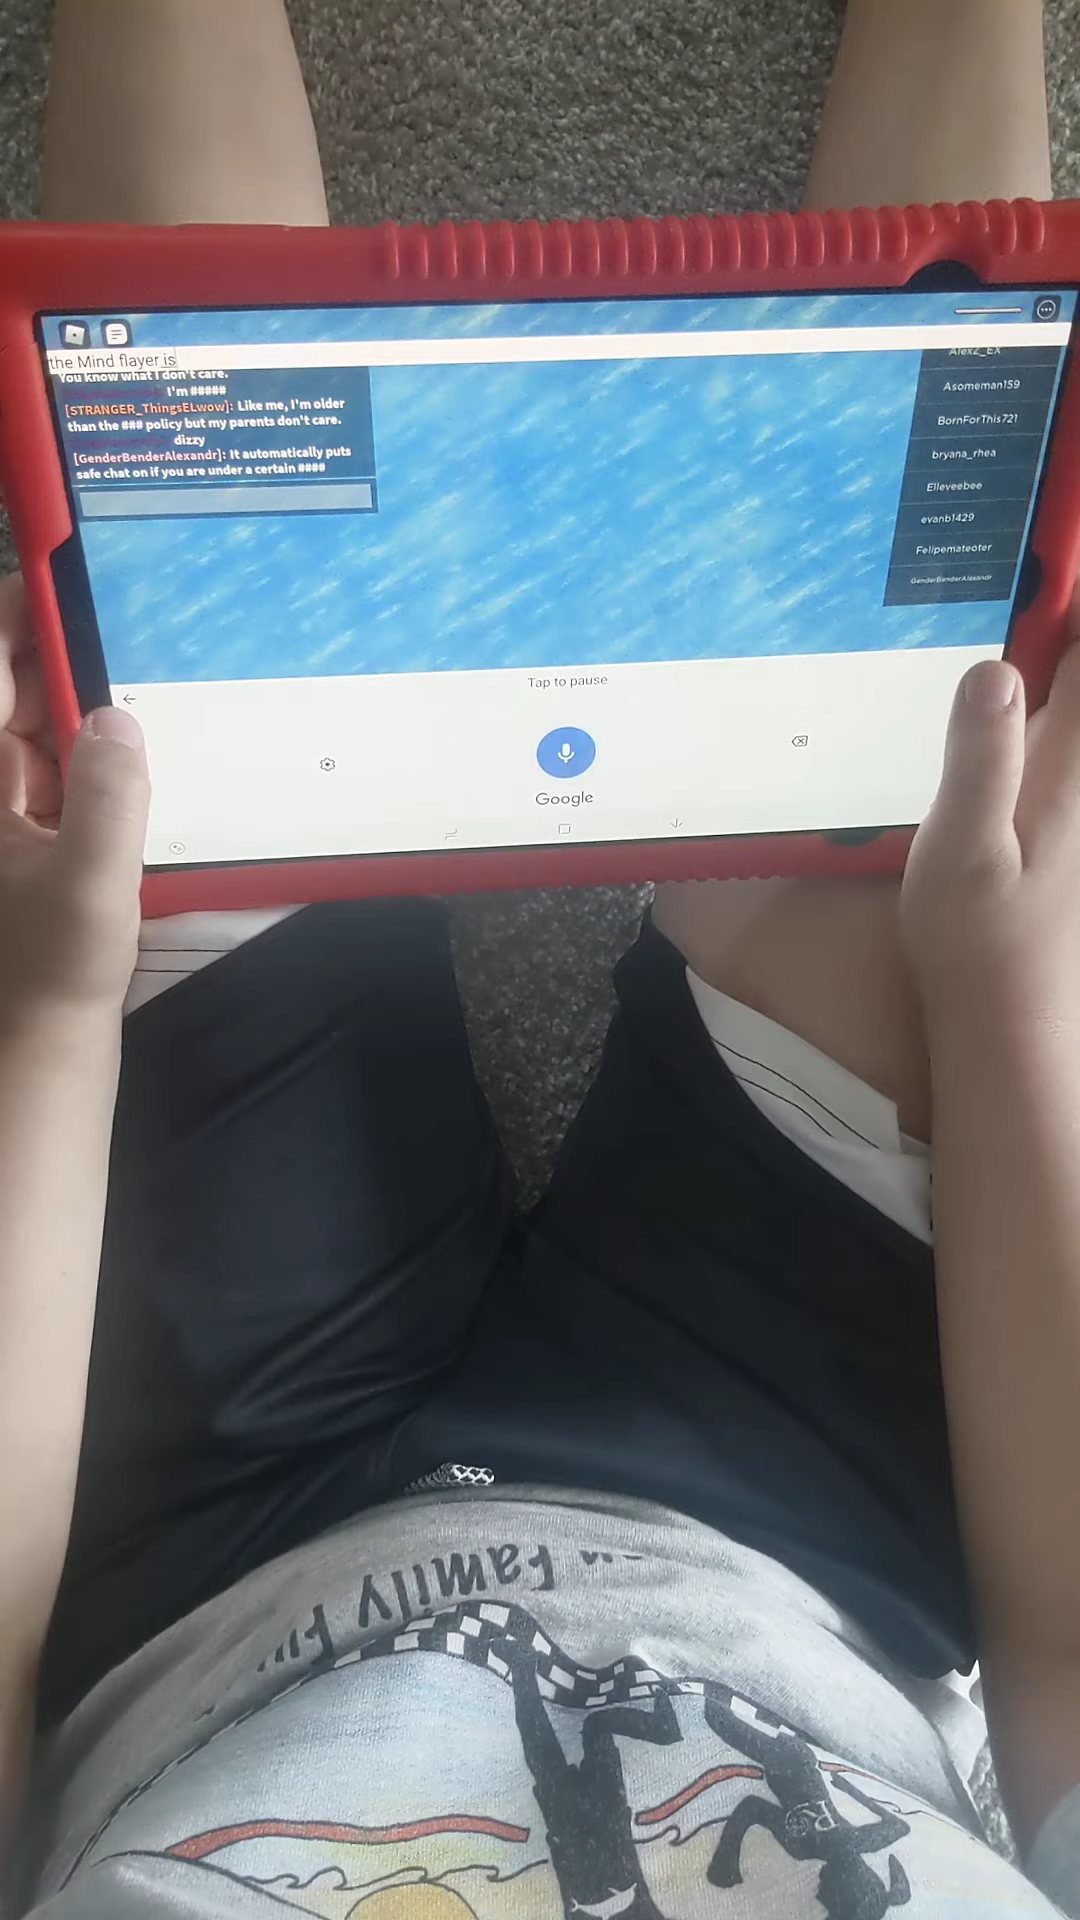 the Mind flayer is
You know what I don't care.
I'm #####
[STRANGER_ThingsELwow]: Like me, I'm older
than the ### policy but my parents don't care.
dizzy
[GenderBenderAlexandr]: It automatically puts
safe chat on if you are under a certain ####
AlexZ_EX
Asomeman159
BornForThis721
bryana_rhea
Elleveebee
evanb1429
Felipemateoter
GenderBenderAlexandr
Tap to pause
Google
Family